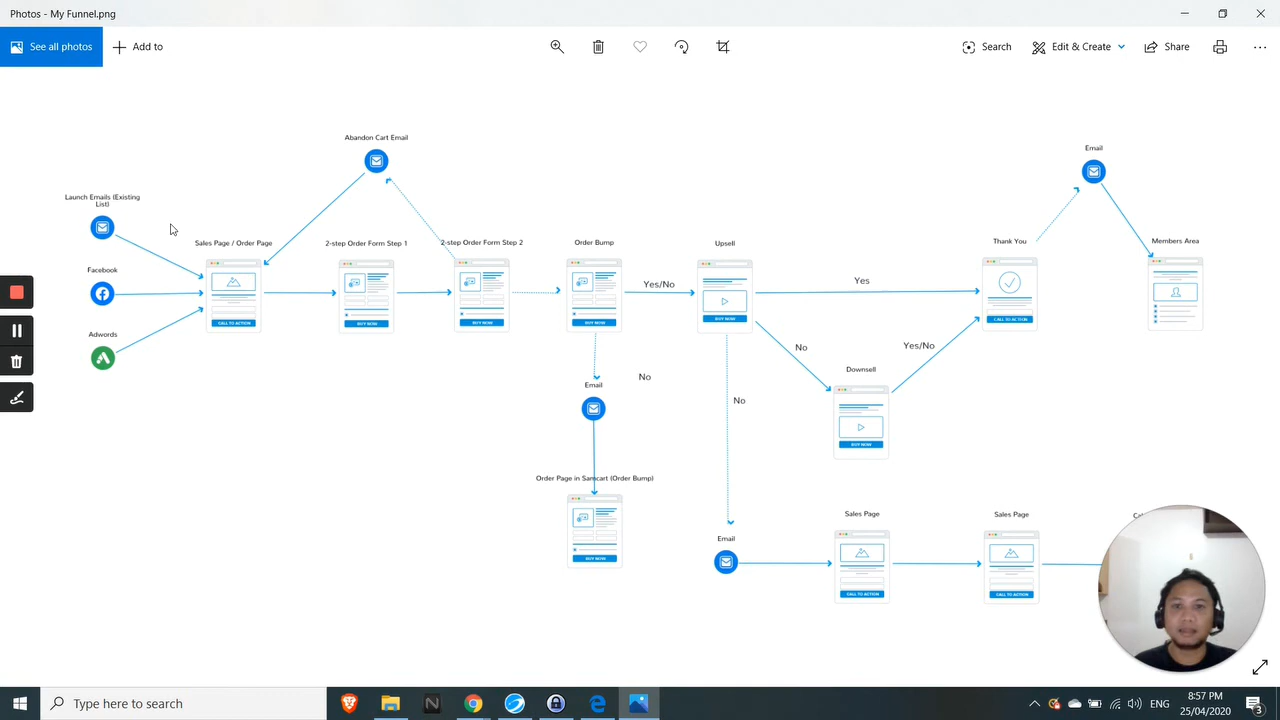 Photos - My Funnel.png
See all photos
Add to
Search
Edit & Create
Share
Abandon Cart Email
Email
Launch Emails (Existing
List)
Sales Page / Order Page
2-step Order Form Step 1
2-step Order Form Step 2
Order Bump
Upsell
Thank You
Members Area
Facebook
Yes/No
Yes
CALL TO ACTION
BUY NOW
BUY NOW
BUY NOW
BUY NOW
CALL TO ACTION
Adwords
No
Yes/No
Downsell
Email
No
No
BUY NOW
Order Page in Samcart (Order Bump)
BUY NOW
Sales Page
Sales Page
Email
CALL TO ACTION
CALL TO ACTION
Type here to search
N
ENG
8:57 PM
25/04/2020
3